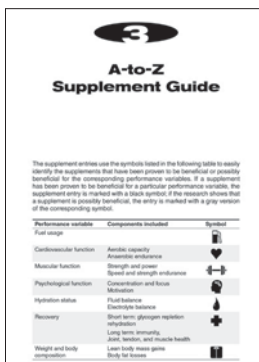 3
A-to-Z
Supplement Guide
The supplement entries use the symbols listed in the following table to easily
identify the supplements that have been proven to be beneficial or possibly
beneficial for the corresponding performance variables. If a supplement
has been proven to be beneficial for a particular performance variable, the
supplement entry is marked with a black symbol; if the research shows that
a supplement is possibly beneficial, the entry is marked with a gray version
of the corresponding symbol.
Performance variable Components included Symbol
Fuel usage
Cardiovascular function Aerobic capacity
Anaerobic endurance
Muscular function Strength and power
Speed and strength endurance
Psychological function Concentration and focus
Motivation
Hydration status Fluid balance
Electrolyte balance
Recovery Short term: glycogen repletion
rehydration
Long term: immunity,
Joint, tendon, and muscle health
Weight and body Lean body mass gains
composition Body fat losses